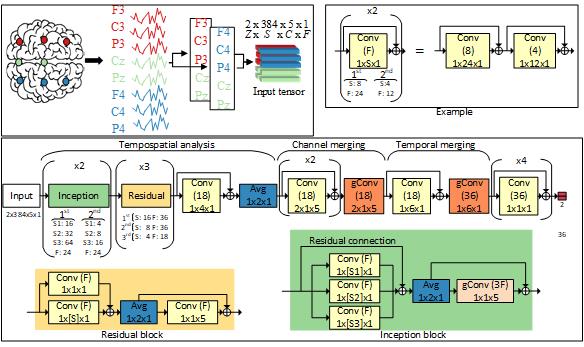 F3
C3
P3
Cz
Pz
F4
C4
P4
F3
C3
P3
Cz
Pz
F4
C4
P4
Cz
Pz
2x384x5x1
Z x S x C x F
Input tensor
x2
Conv
(F)
1xSx1
1st 2nd
S: 8 S:4
F: 24 F: 12
=
Conv
(8)
1x24x1
Conv
(4)
1x12x1
Example
Tempospatial analysis
Channel merging
Temporal merging
x2
x3
x2
x4
Input
2x384x5x1
Inception
1st 2nd
S1: 16 S1: 4
S2: 32 S2: 8
S3: 64 S3: 16
F: 24 F: 24
Residual
1st [S: 16 F: 36
2nd [S: 8 F: 36
3rd [S: 4 F: 18
Conv
(18)
1x4x1
Avg
1x2x1
Conv
(18)
2x1x5
gConv
(18)
2x1x5
Conv
(18)
1x6x1
gConv
(36)
1x6x1
Conv
(36)
1x1x1
2
36
Conv (F)
1x1x1
Conv (F)
1x[S]x1
Avg
1x2x1
Conv (F)
1x1x5
Residual block
Residual connection
Conv (F)
1x[S1]x1
Conv (F)
1x[S2]x1
Conv (F)
1x[S3]x1
Avg
1x2x1
gConv (3F)
1x1x5
Inception block